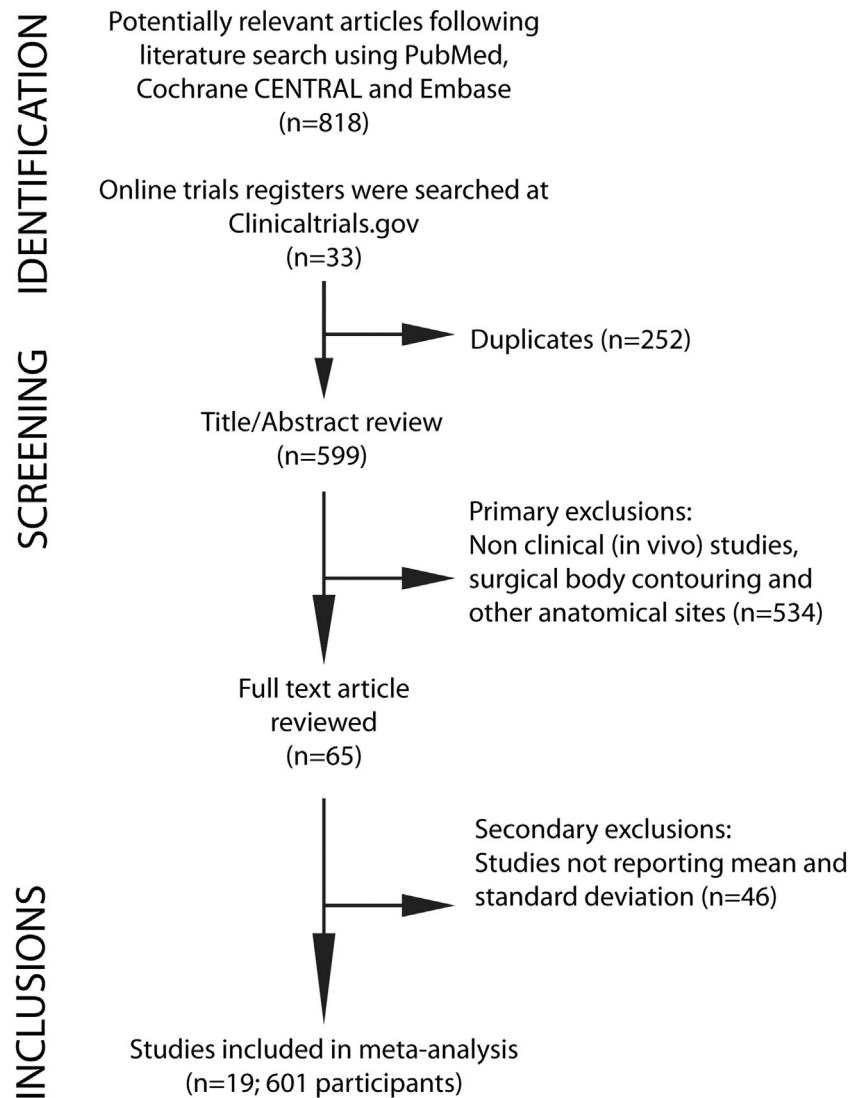 IDENTIFICATION
Potentially relevant articles following
literature search using PubMed,
Cochrane CENTRAL and Embase
(n=818)
Online trials registers were searched at
Clinicaltrials.gov
(n=33)
Duplicates (n=252)
SCREENING
Title/Abstract review
(n=599)
Primary exclusions:
Non clinical (in vivo) studies,
surgical body contouring and
other anatomical sites (n=534)
Full text article
reviewed
(n=65)
Secondary exclusions:
Studies not reporting mean and
standard deviation (n=46)
INCLUSIONS
Studies included in meta-analysis
(n=19; 601 participants)